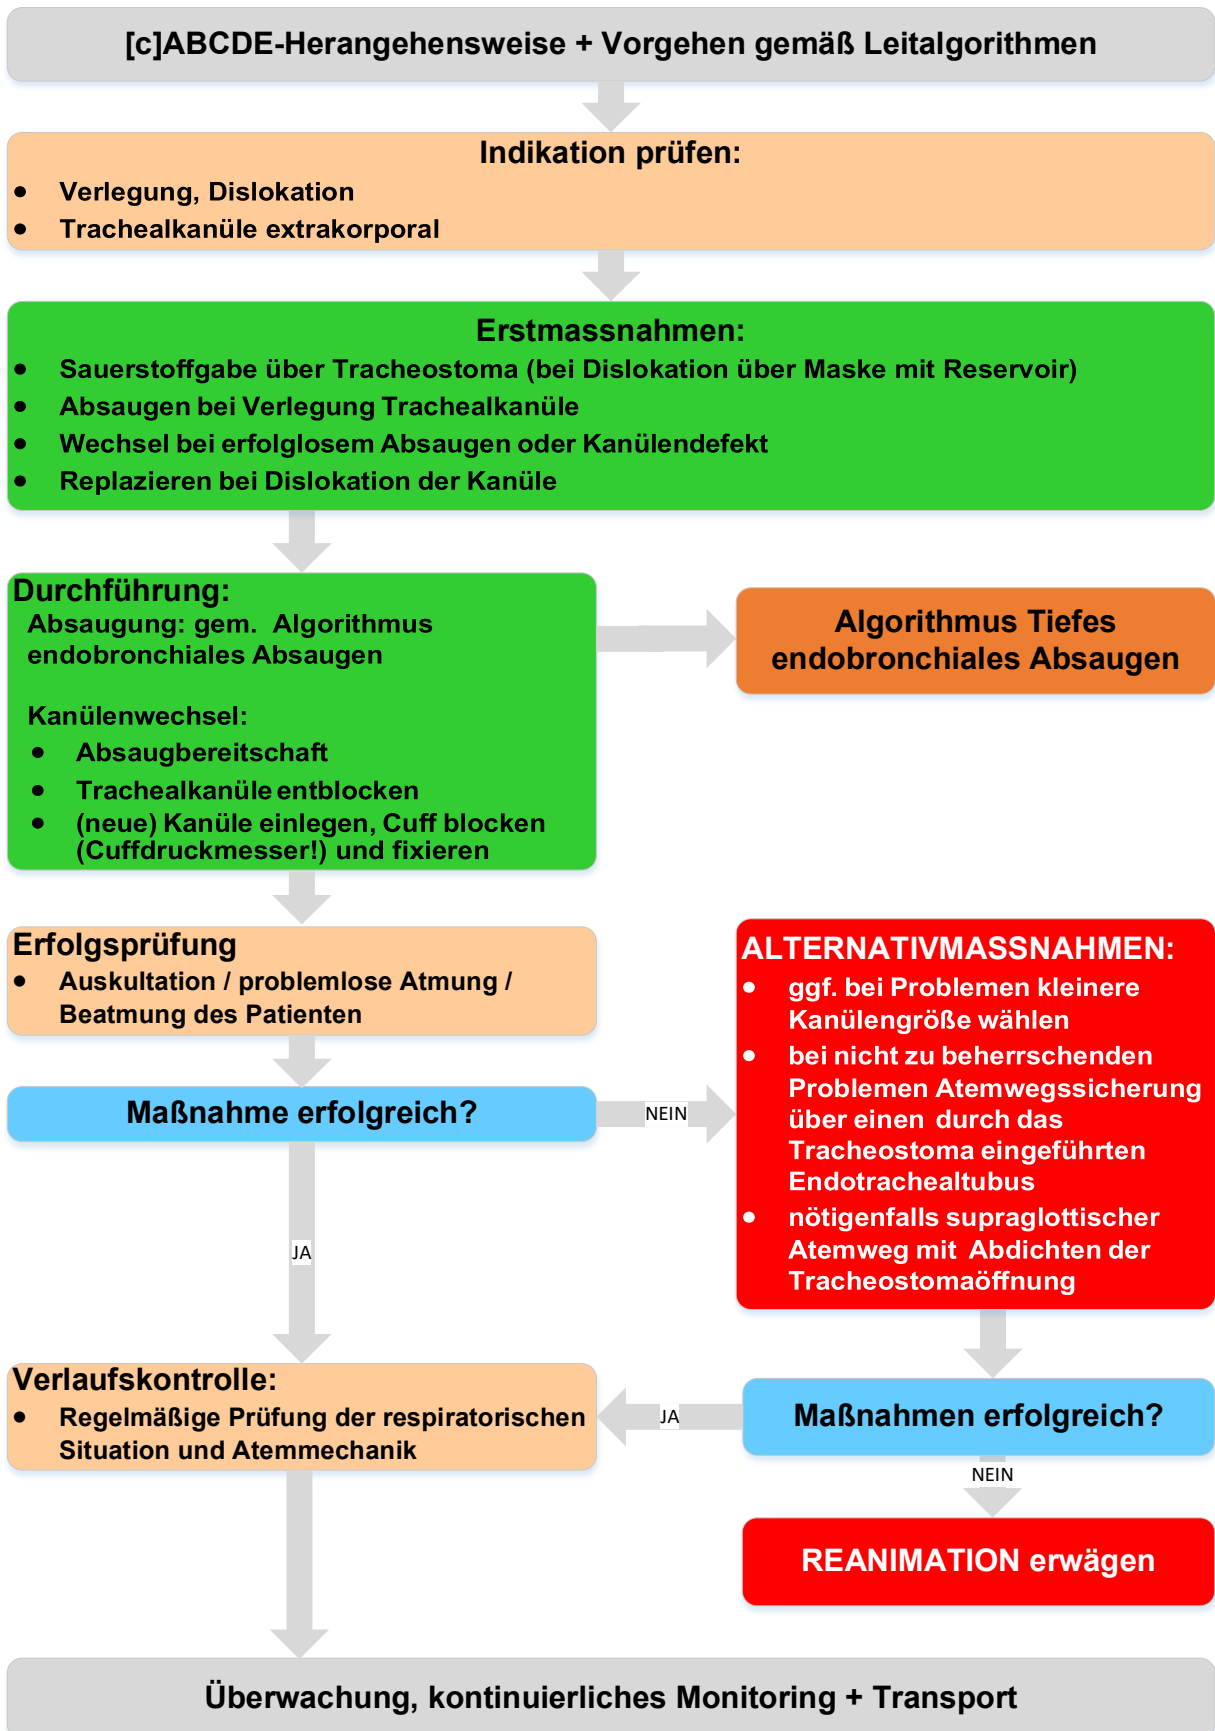 [c]ABCDE-Herangehensweise + Vorgehen gemäß Leitalgorithmen
Indikation prüfen:
• Verlegung, Dislokation
• Trachealkanüle extrakorporal
Erstmassnahmen:
• Sauerstoffgabe über Tracheostoma (bei Dislokation über Maske mit Reservoir)
• Absaugen bei Verlegung Trachealkanüle
• Wechsel bei erfolglosem Absaugen oder Kanülendefekt
• Replazieren bei Dislokation der Kanüle
Durchführung:
Absaugung: gem. Algorithmus
endobronchiales Absaugen
Kanülenwechsel:
• Absaugbereitschaft
• Trachealkanüle entblocken
• (neue) Kanüle einlegen, Cuff blocken
(Cuffdruckmesser!) und fixieren
Algorithmus Tiefes
endobronchiales Absaugen
Erfolgsprüfung
• Auskultation / problemlose Atmung /
Beatmung des Patienten
Maßnahme erfolgreich?
NEIN
ALTERNATIVMASSNAHMEN:
• ggf. bei Problemen kleinere
Kanülengröße wählen
• bei nicht zu beherrschenden
Problemen Atemwegssicherung
über einen durch das
Tracheostoma eingeführten
Endotrachealtubus
• nötigenfalls supraglottischer
Atemweg mit Abdichten der
Tracheostomaöffnung
JA
Verlaufskontrolle:
• Regelmäßige Prüfung der respiratorischen
Situation und Atemmechanik
JA
Maßnahmen erfolgreich?
NEIN
REANIMATION erwägen
Überwachung, kontinuierliches Monitoring + Transport